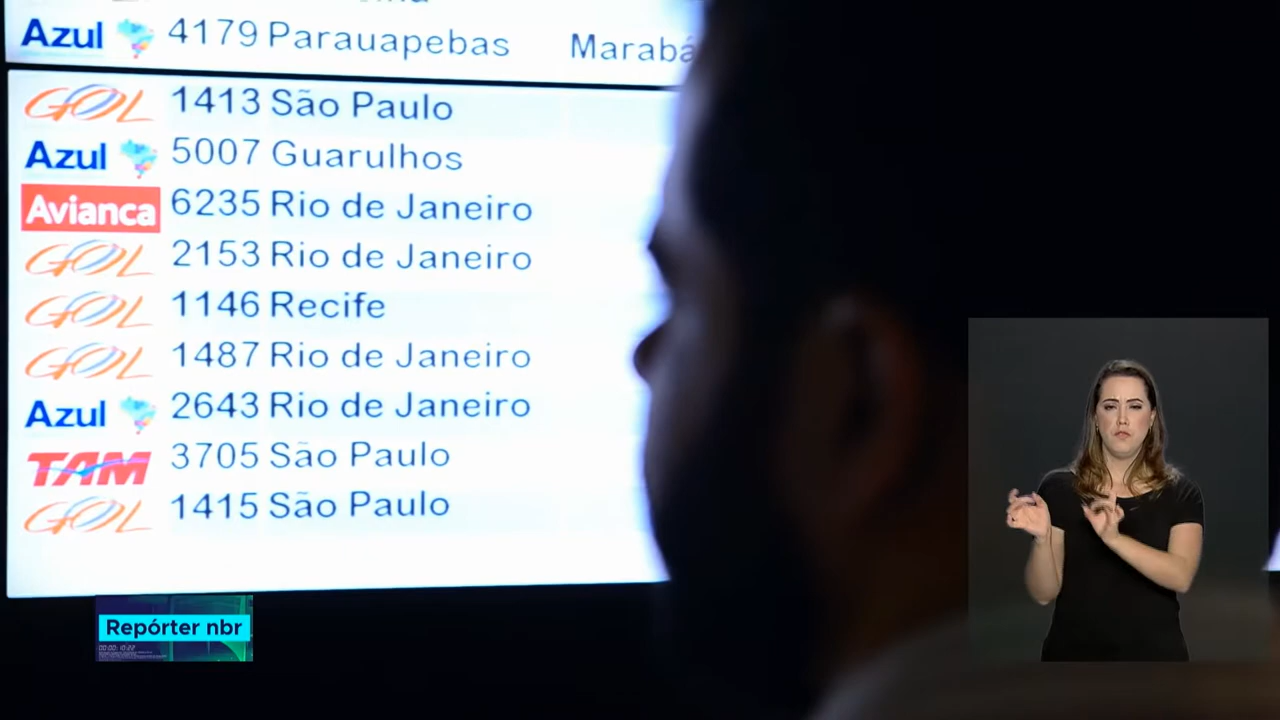 Azul 4179 Parauapebas Marabá
GOL 1413 São Paulo
Azul 5007 Guarulhos
Avianca 6235 Rio de Janeiro
GOL 2153 Rio de Janeiro
GOL 1146 Recife
GOL 1487 Rio de Janeiro
Azul 2643 Rio de Janeiro
TAM 3705 São Paulo
GOL 1415 São Paulo
Repórter nbr